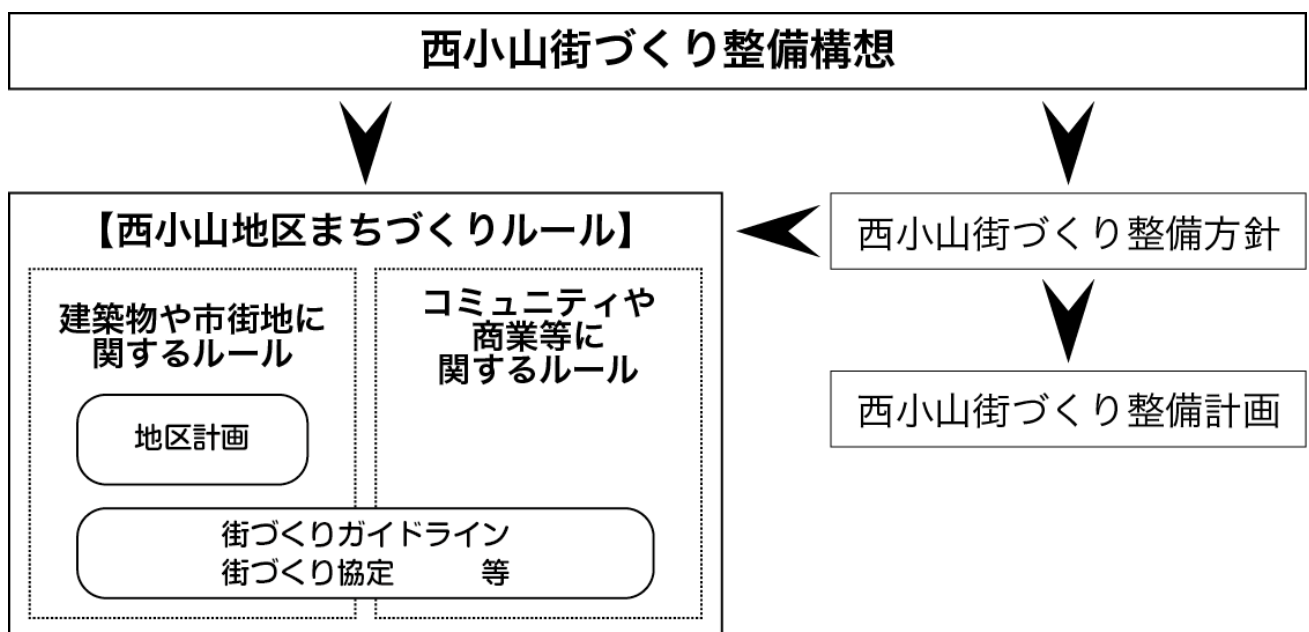 西小山街づくり整備構想
【西小山地区まちづくりルール】
建築物や市街地に
関するルール
地区計画
コミュニティや
商業等に
関するルール
街づくりガイドライン
街づくり協定　　　等
西小山街づくり整備方針
西小山街づくり整備計画